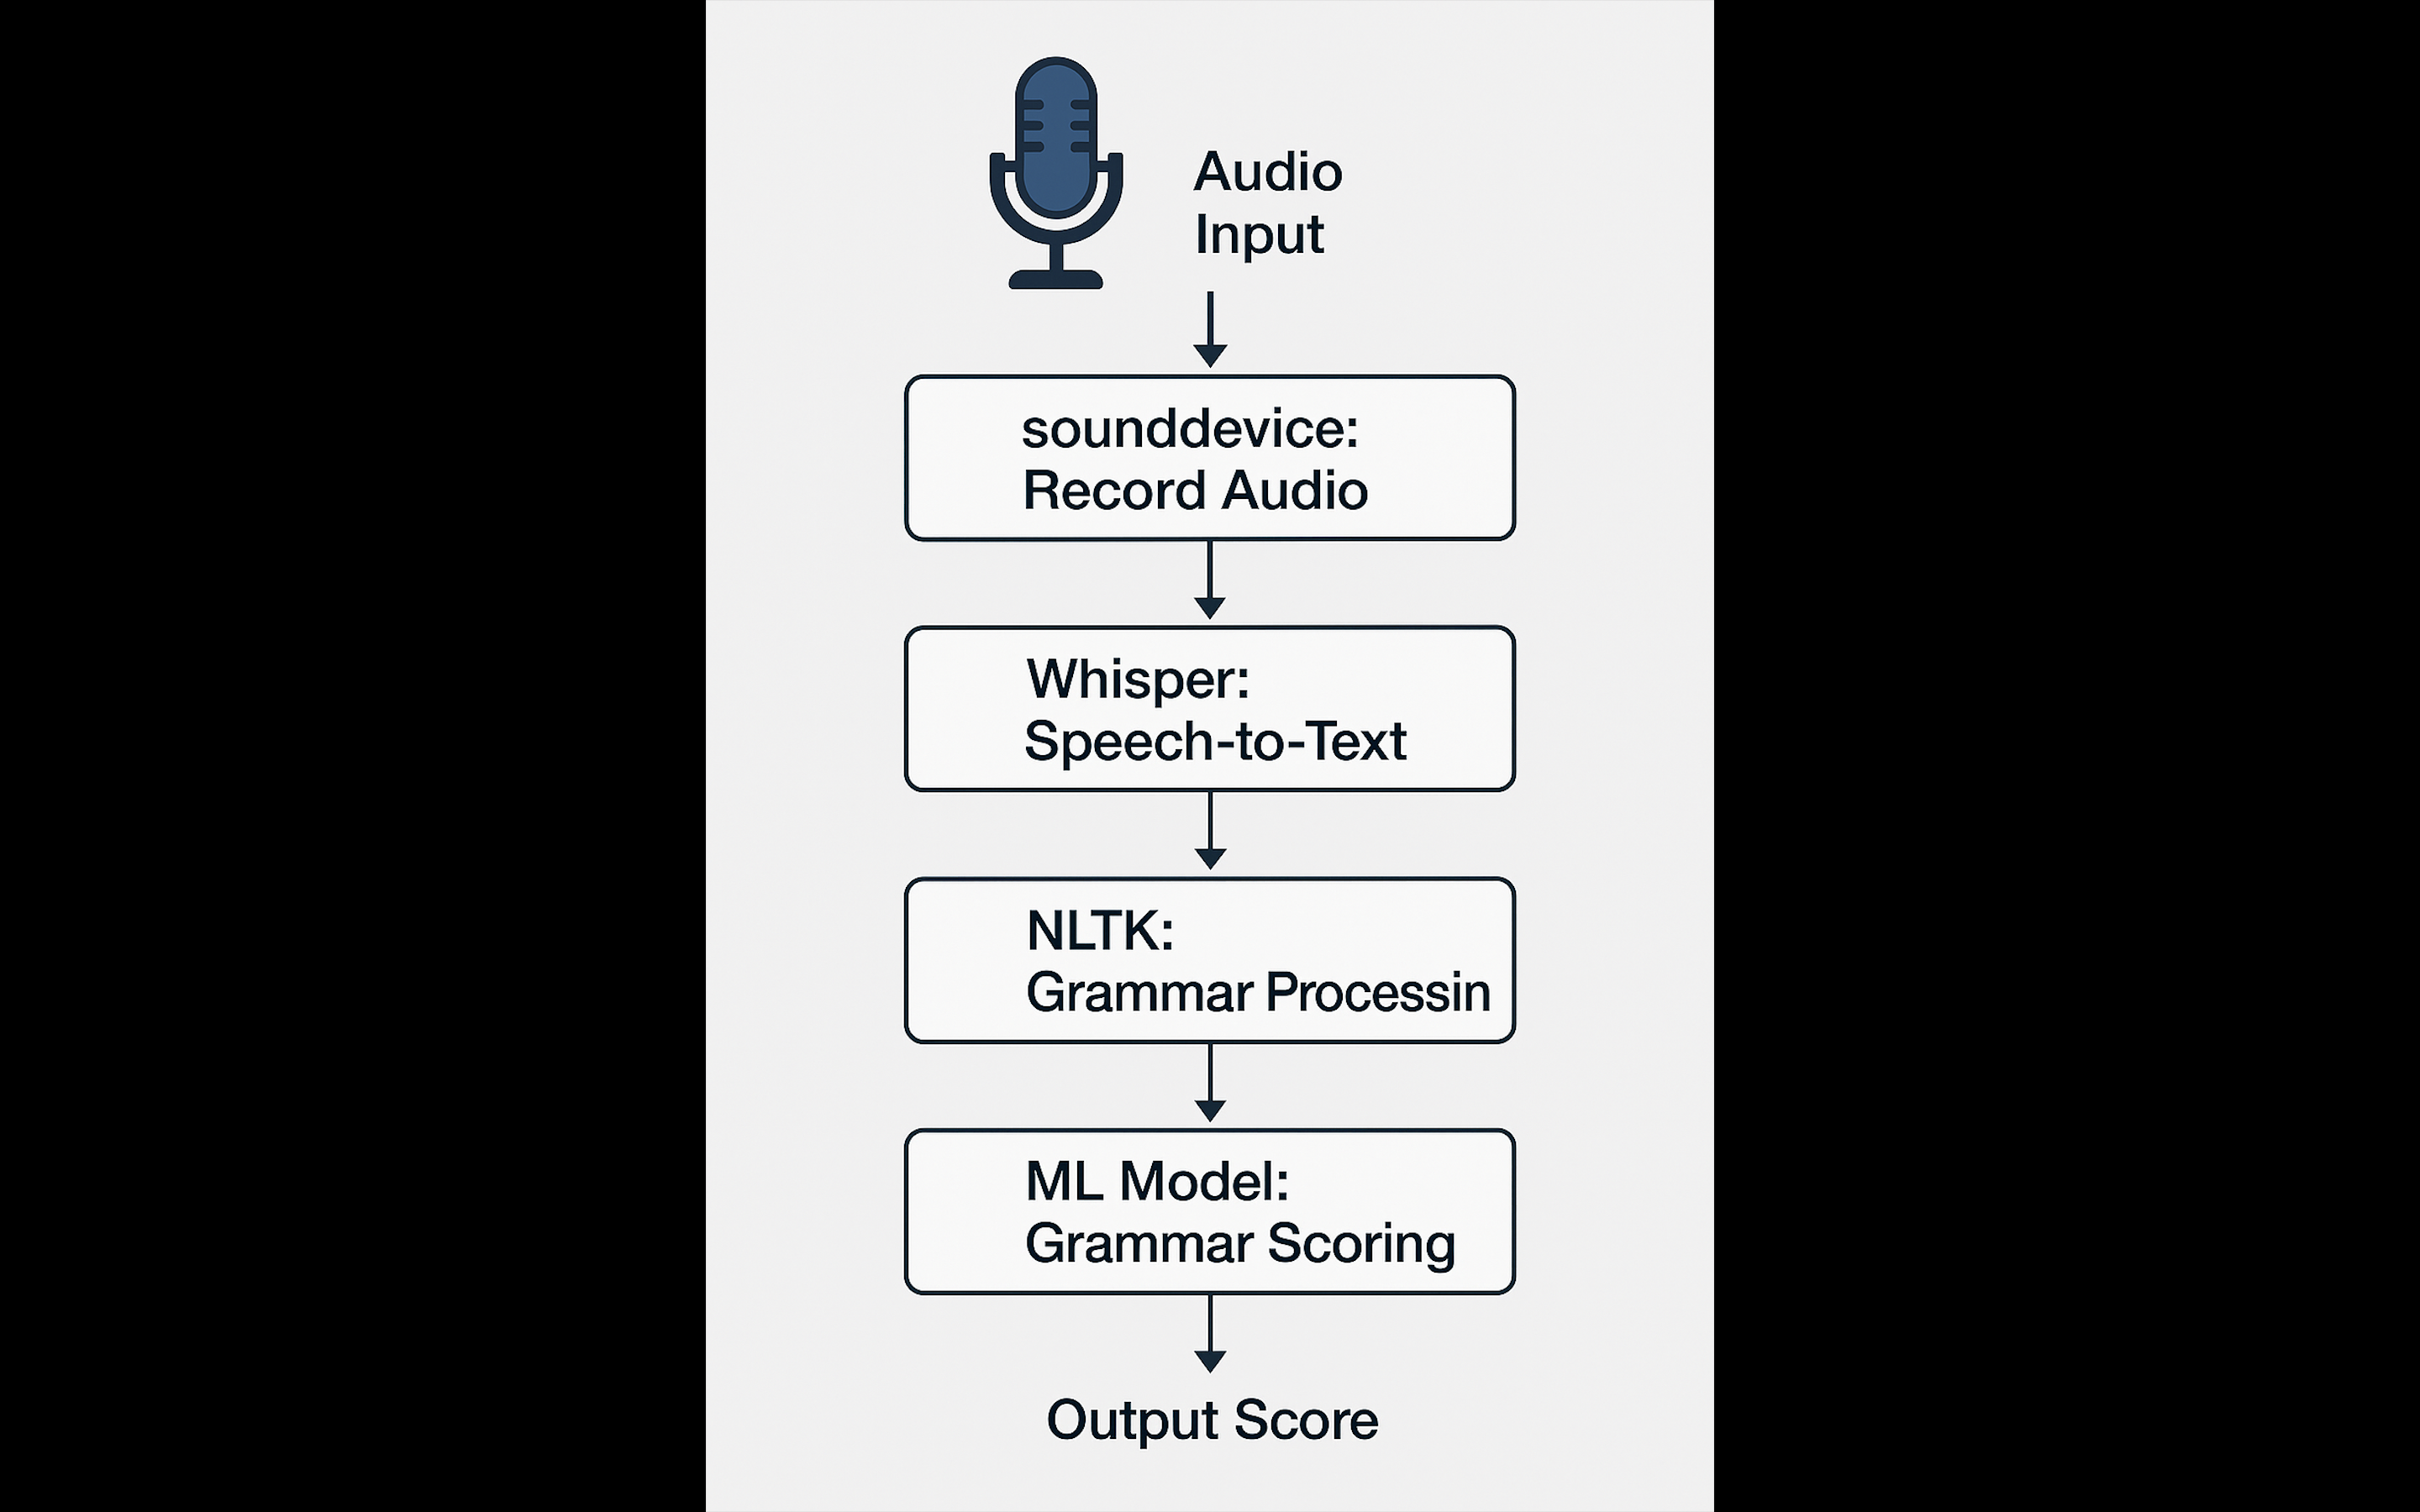 Audio
Input
sounddevice:
Record Audio
Whisper:
Speech-to-Text
NLTK:
Grammar Processin
ML Model:
Grammar Scoring
Output Score